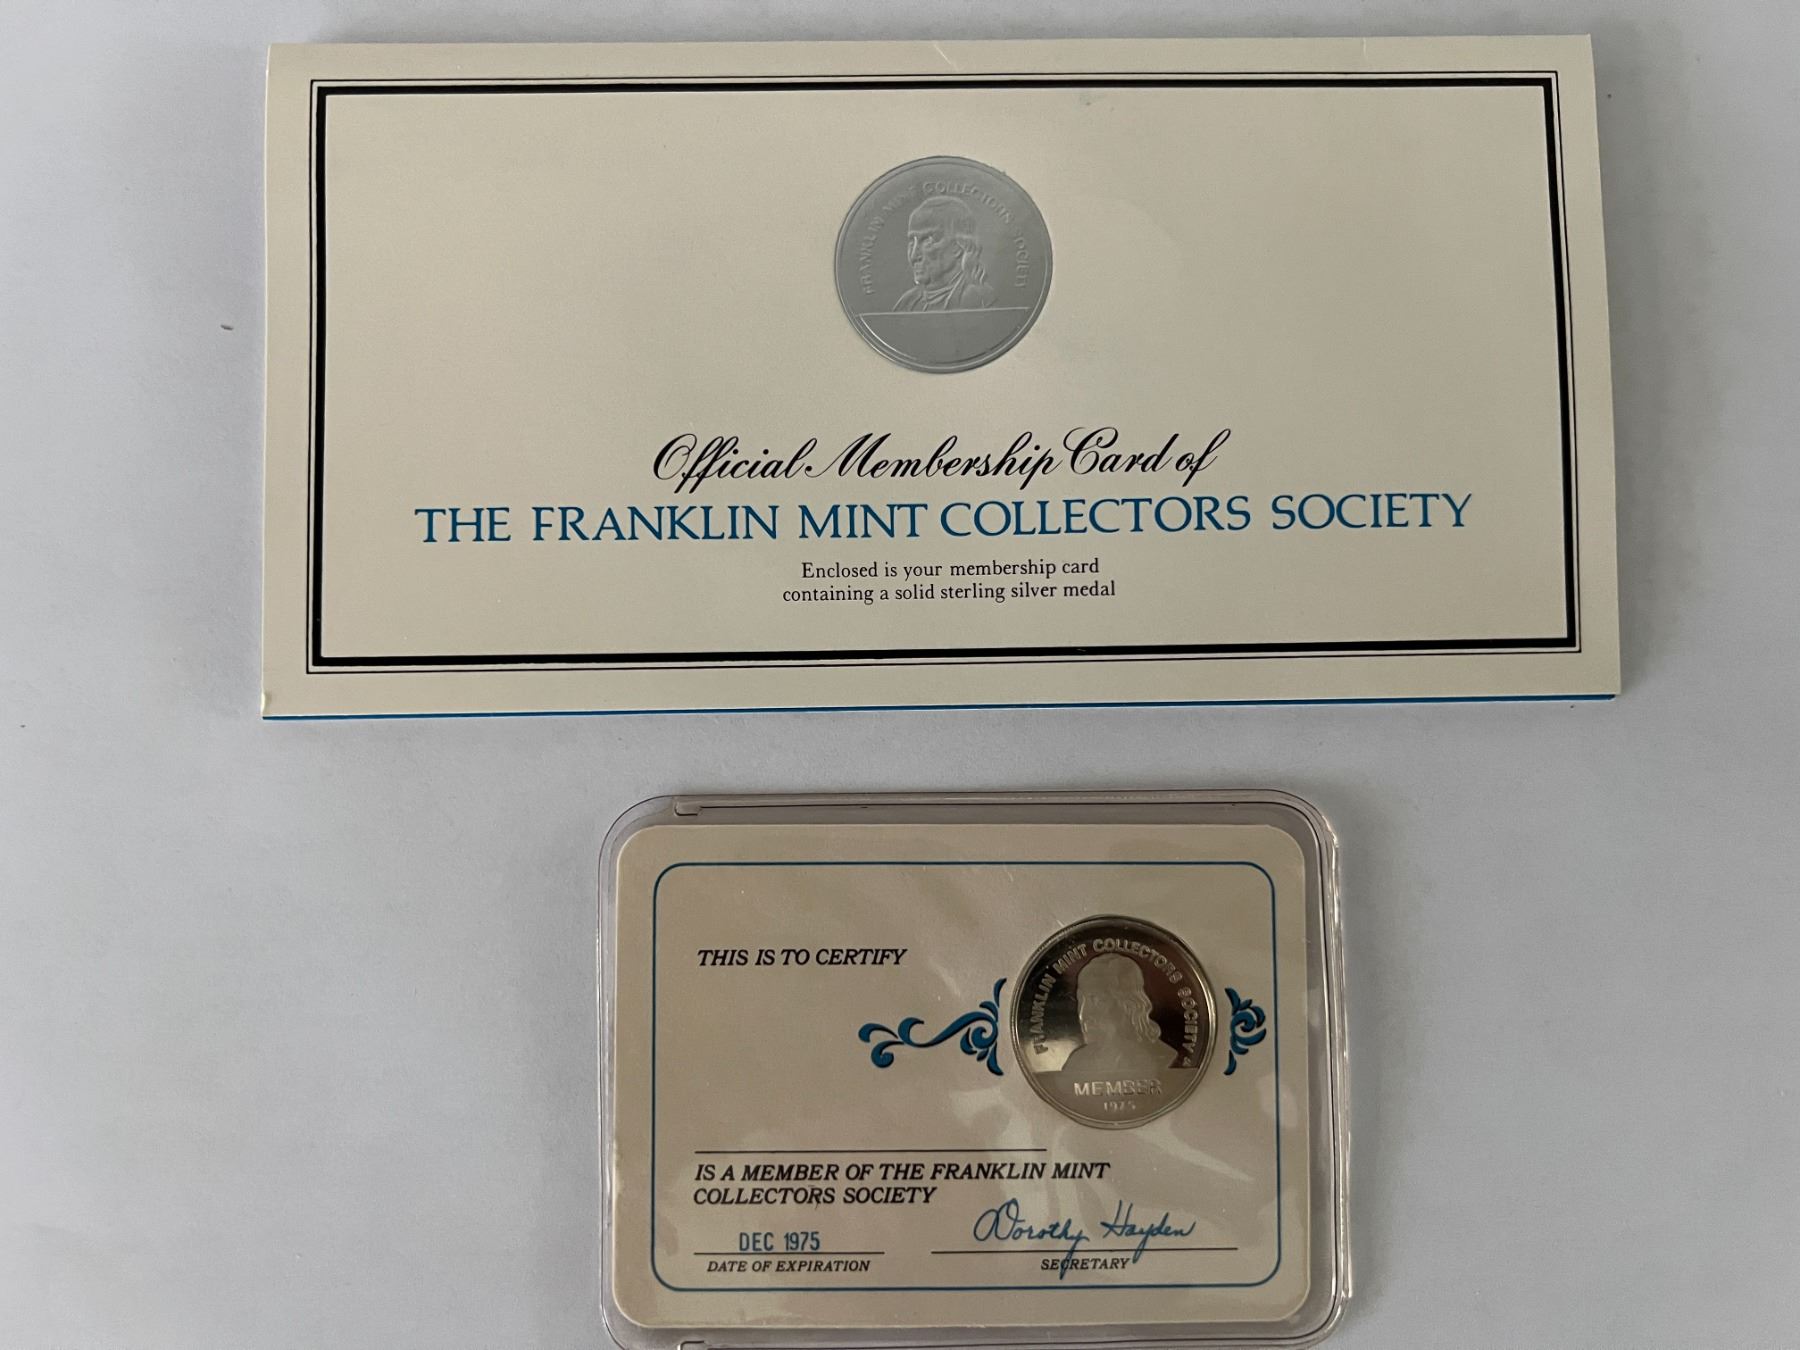 FRANKLIN MINT COLLECTORS SOCIETY
Official Membership Card of
THE FRANKLIN MINT COLLECTORS SOCIETY
Enclosed is your membership card
containing a solid sterling silver medal
THIS IS TO CERTIFY
FRANKLIN MINT COLLECTORS SOCIETY
MEMBER
1975
IS A MEMBER OF THE FRANKLIN MINT
COLLECTORS SOCIETY
DEC 1975
DATE OF EXPIRATION
Dorothy Hayden
SECRETARY